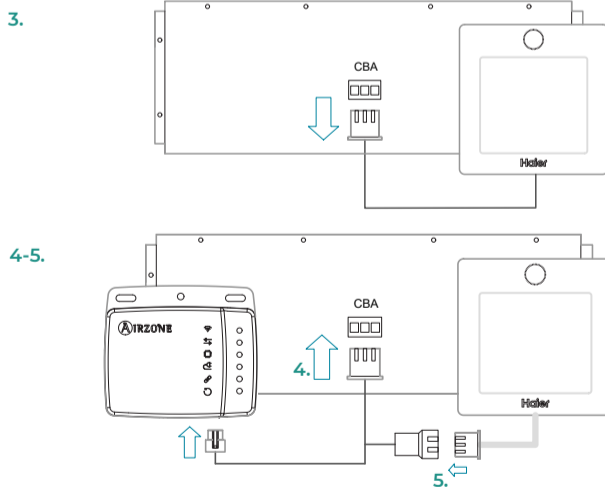 3.
CBA
Haier
4-5.
AIRZONE
CBA
4.
Haier
5.